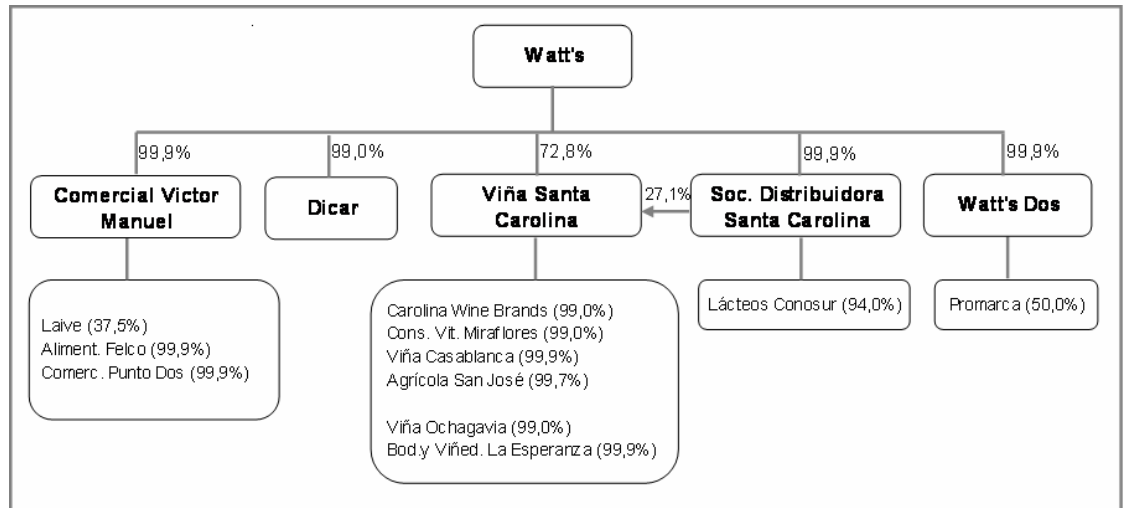 Watt's
99,9%
99,0%
72,8%
99,9%
99,9%
Comercial Victor
Manuel
Dicar
Viña Santa
Carolina
27,1%
Soc. Distribuidora
Santa Carolina
Watt's Dos
Laive (37,5%)
Aliment. Felco (99,9%)
Comerc. Punto Dos (99,9%)
Carolina Wine Brands (99,0%)
Cons. Vit. Miraflores (99,0%)
Viña Casablanca (99,9%)
Agrícola San José (99,7%)
Viña Ochagavia (99,0%)
Bod.y Viñed. La Esperanza (99,9%)
Lácteos Conosur (94,0%)
Promarca (50,0%)